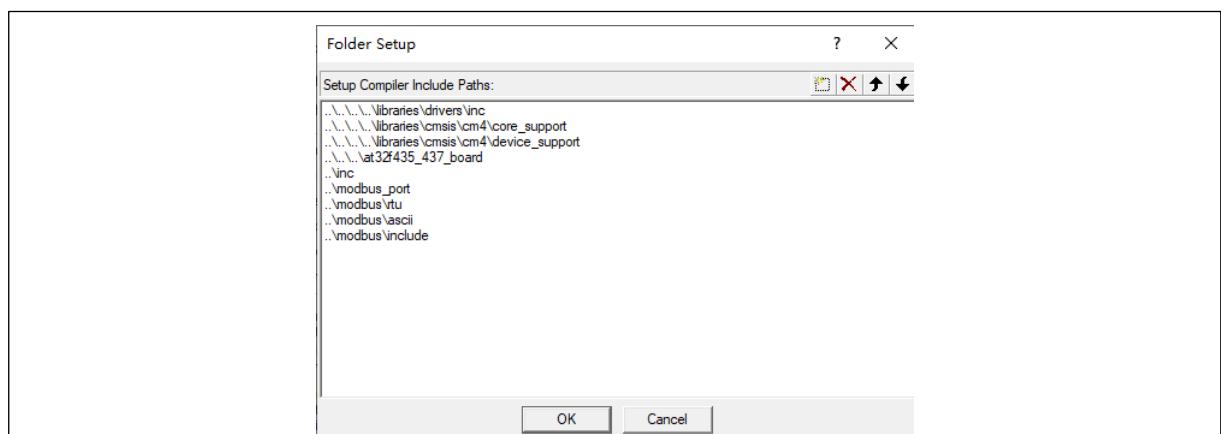 Folder Setup ? ×
Setup Compiler Include Paths:
..\..\..\..\libraries\drivers\inc
..\..\..\..\libraries\cmsis\cm4\core_support
..\..\..\..\libraries\cmsis\cm4\device_support
..\..\..\at32f435_437_board
..\inc
..\modbus_port
..\modbus\rtu
..\modbus\ascii
..\modbus\include
OK Cancel